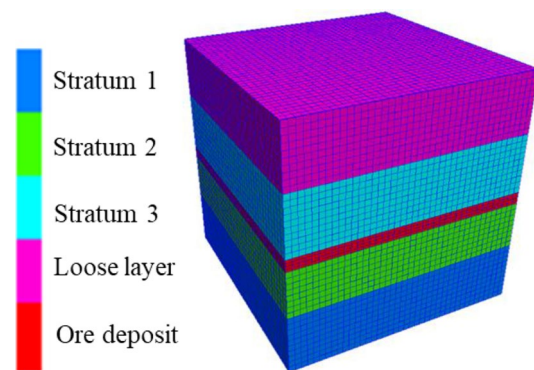 Stratum 1
Stratum 2
Stratum 3
Loose layer
Ore deposit